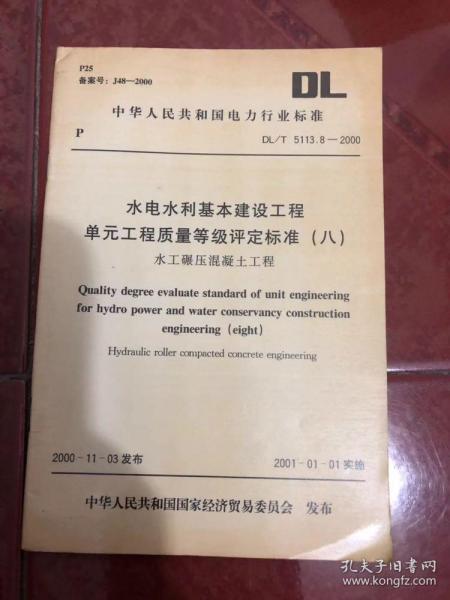 P25
备案号：J48—2000
DL
中华人民共和国电力行业标准
P
DL/T 5113.8—2000
水电水利基本建设工程
单元工程质量等级评定标准（八）
水工碾压混凝土工程
Quality degree evaluate standard of unit engineering
for hydro power and water conservancy construction
engineering (eight)
Hydraulic roller compacted concrete engineering
2000-11-03发布
2001-01-01实施
中华人民共和国国家经济贸易委员会 发布
孔夫子旧书网
www.kongfz.com